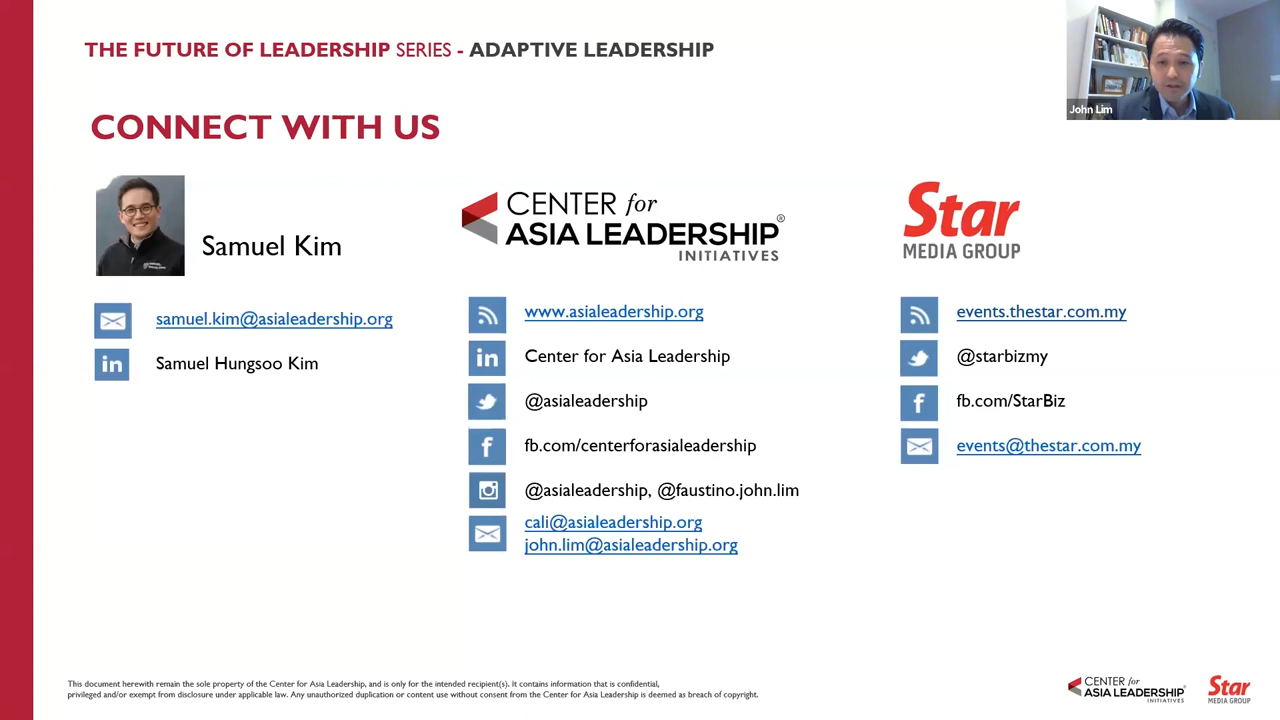 THE FUTURE OF LEADERSHIP SERIES - ADAPTIVE LEADERSHIP
John Lim
CONNECT WITH US
Samuel Kim
samuel.kim@asialeadership.org
Samuel Hungsoo Kim
CENTER for
ASIA LEADERSHIP®
INITIATIVES
www.asialeadership.org
Center for Asia Leadership
@asialeadership
fb.com/centerforasialeadership
@asialeadership, @faustino.john.lim
cali@asialeadership.org
john.lim@asialeadership.org
Star
MEDIA GROUP
events.thestar.com.my
@starbizmy
fb.com/StarBiz
events@thestar.com.my
This document herewith remain the sole property of the Center for Asia Leadership, and is only for the intended recipient(s). It contains information that is confidential,
privileged and/or exempt from disclosure under applicable law. Any unauthorized duplication or content use without consent from the Center for Asia Leadership is deemed as breach of copyright.
CENTER for
ASIA LEADERSHIP®
INITIATIVES
Star
MEDIA GROUP